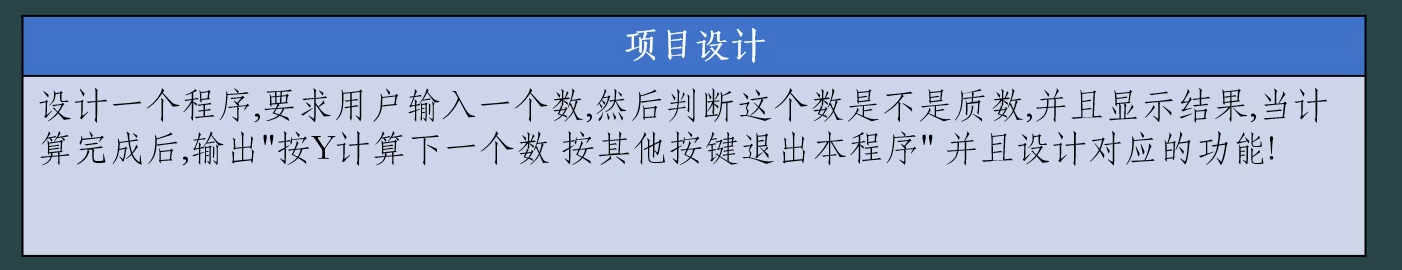 项目设计
设计一个程序,要求用户输入一个数,然后判断这个数是不是质数,并且显示结果,当计
算完成后,输出"按Y计算下一个数 按其他按键退出本程序" 并且设计对应的功能!